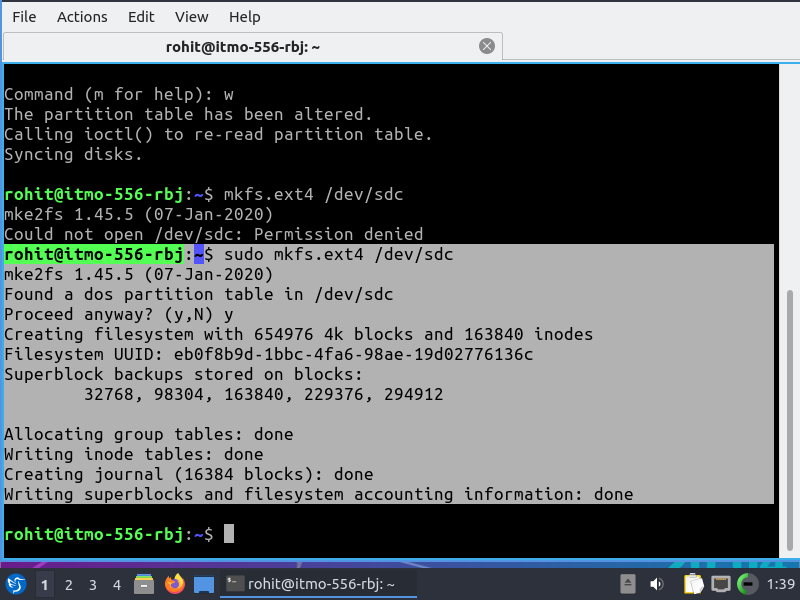 File Actions Edit View Help
rohit@itmo-556-rbj: ~
Command (m for help): w
The partition table has been altered.
Calling ioctl() to re-read partition table.
Syncing disks.
rohit@itmo-556-rbj:~$ mkfs.ext4 /dev/sdc
mke2fs 1.45.5 (07-Jan-2020)
Could not open /dev/sdc: Permission denied
rohit@itmo-556-rbj:~$ sudo mkfs.ext4 /dev/sdc
mke2fs 1.45.5 (07-Jan-2020)
Found a dos partition table in /dev/sdc
Proceed anyway? (y,N) y
Creating filesystem with 654976 4k blocks and 163840 inodes
Filesystem UUID: eb0f8b9d-1bbc-4fa6-98ae-19d02776136c
Superblock backups stored on blocks:
32768, 98304, 163840, 229376, 294912
Allocating group tables: done
Writing inode tables: done
Creating journal (16384 blocks): done
Writing superblocks and filesystem accounting information: done
rohit@itmo-556-rbj:~$
1 2 3 4 rohit@itmo-556-rbj: ~ 1:39